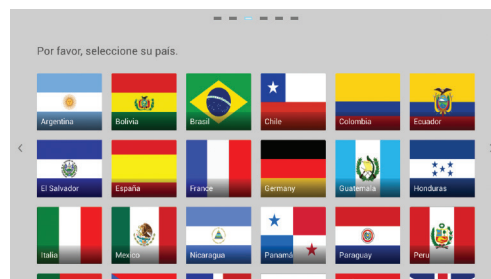 Por favor, seleccione su país.
Argentina Bolivia Brasil Chile Colombia Ecuador
El Salvador España France Germany Guatemala Honduras
Italia Mexico Nicaragua Panamá Paraguay Peru